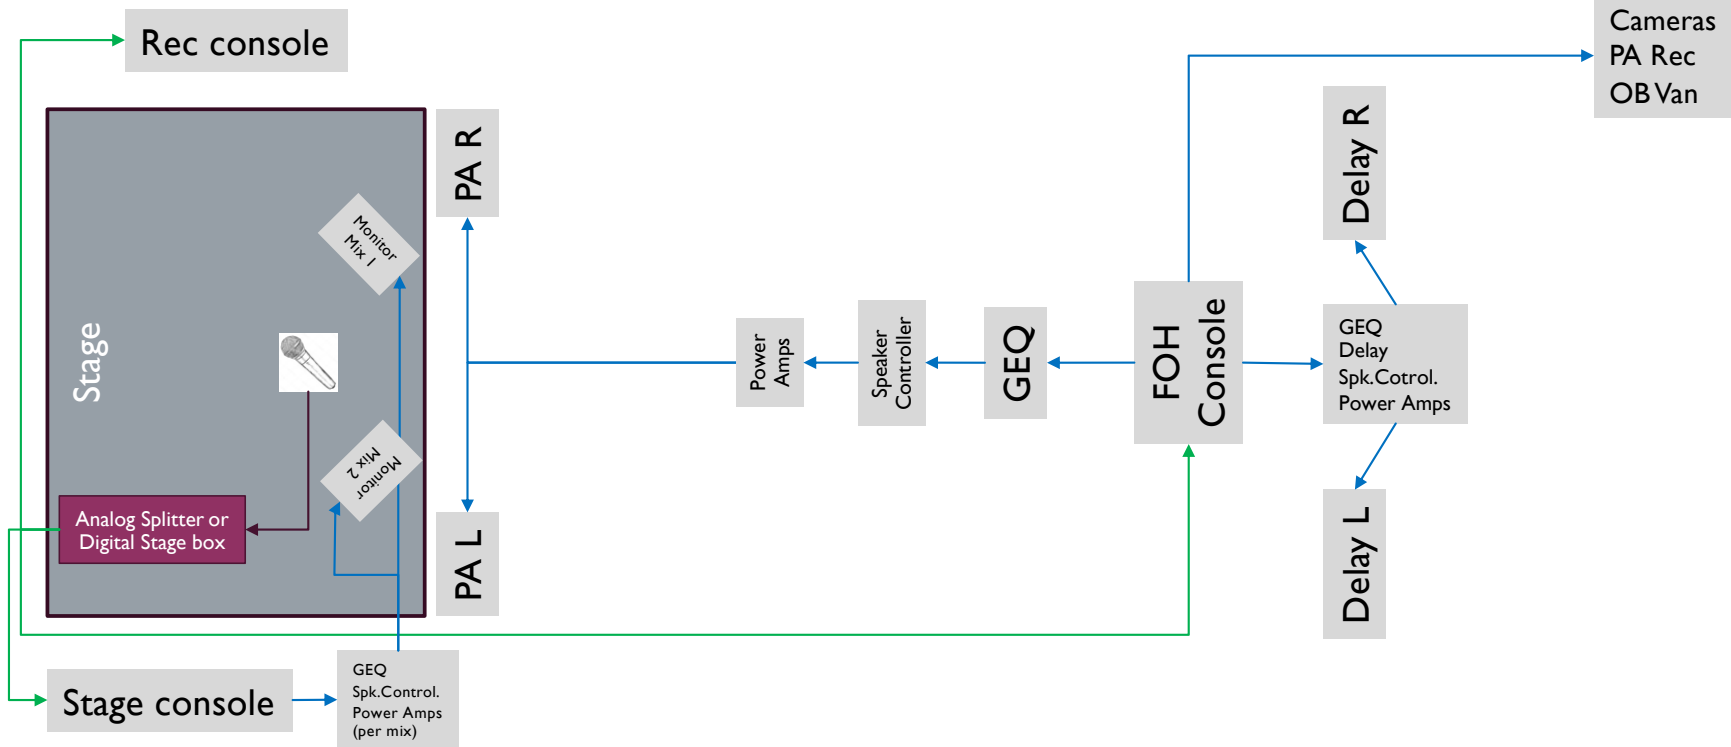 Rec console
Cameras
PA Rec
OB Van
PA R
Delay R
Monitor
Mix 1
Stage
Power
Amps
Speaker
Controller
GEQ
FOH
Console
GEQ
Delay
Spk.Cotrol.
Power Amps
Monitor
Mix 2
Analog Splitter or
Digital Stage box
PA L
Delay L
Stage console
GEQ
Spk.Control.
Power Amps
(per mix)